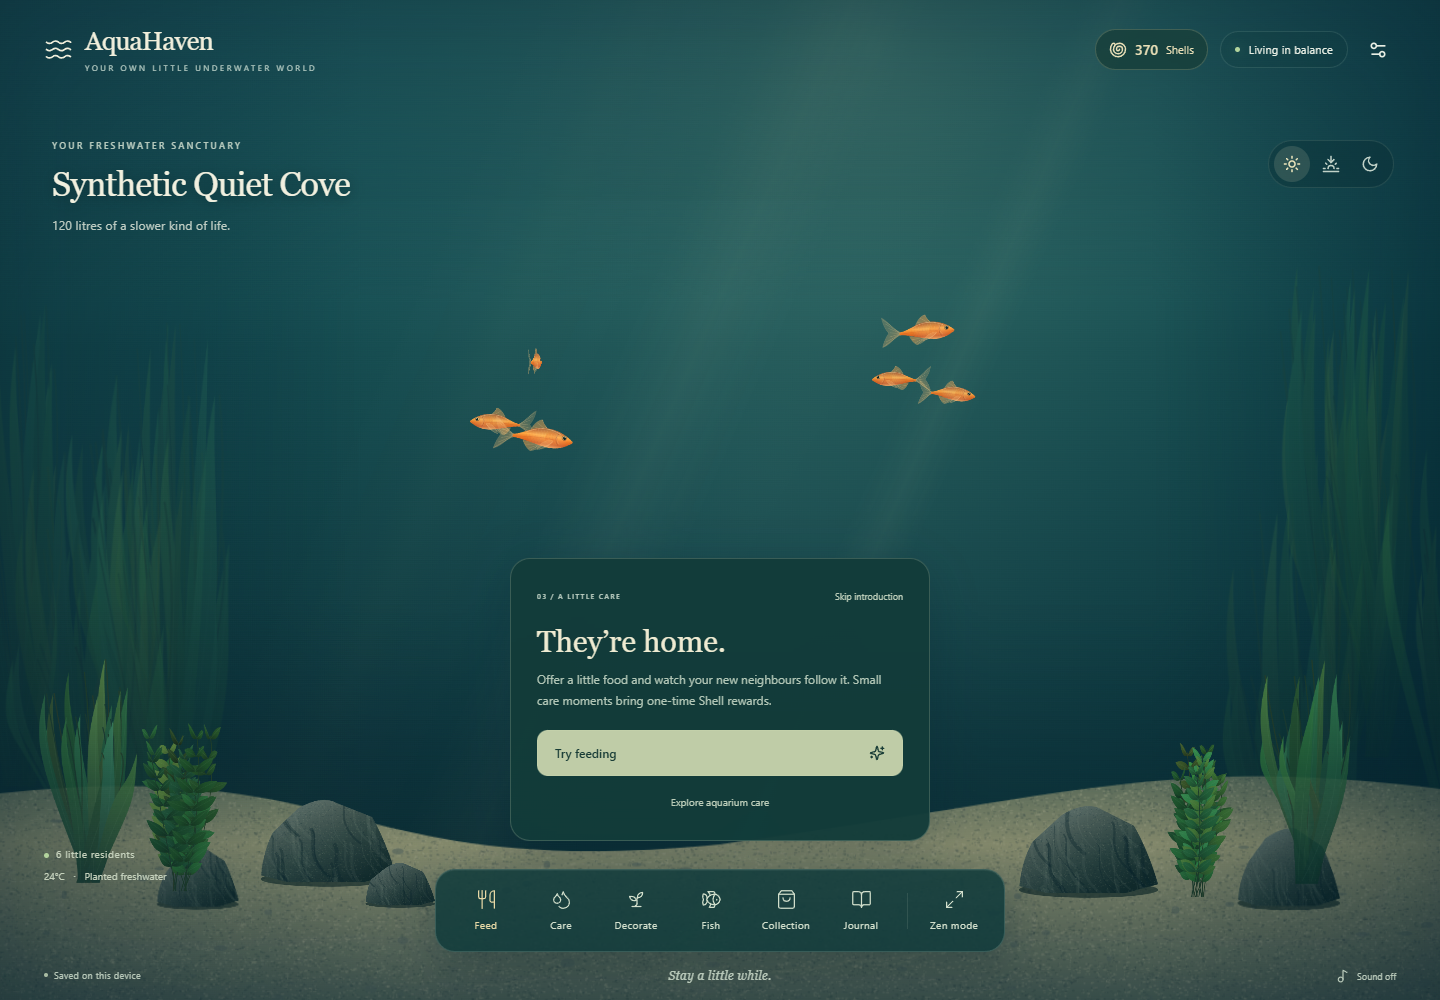 AquaHaven
YOUR OWN LITTLE UNDERWATER WORLD
370 Shells
Living in balance
YOUR FRESHWATER SANCTUARY
Synthetic Quiet Cove
120 litres of a slower kind of life.
03 / A LITTLE CARE
Skip introduction
They’re home.
Offer a little food and watch your new neighbours follow it. Small
care moments bring one-time Shell rewards.
Try feeding
Explore aquarium care
6 little residents
24°C · Planted freshwater
Feed
Care
Decorate
Fish
Collection
Journal
Zen mode
Saved on this device
Stay a little while.
Sound off